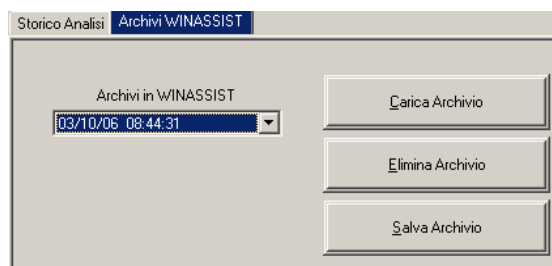 Storico Analisi Archivi WINASSIST
Archivi in WINASSIST
03/10/06 08:44:31
Carica Archivio
Elimina Archivio
Salva Archivio